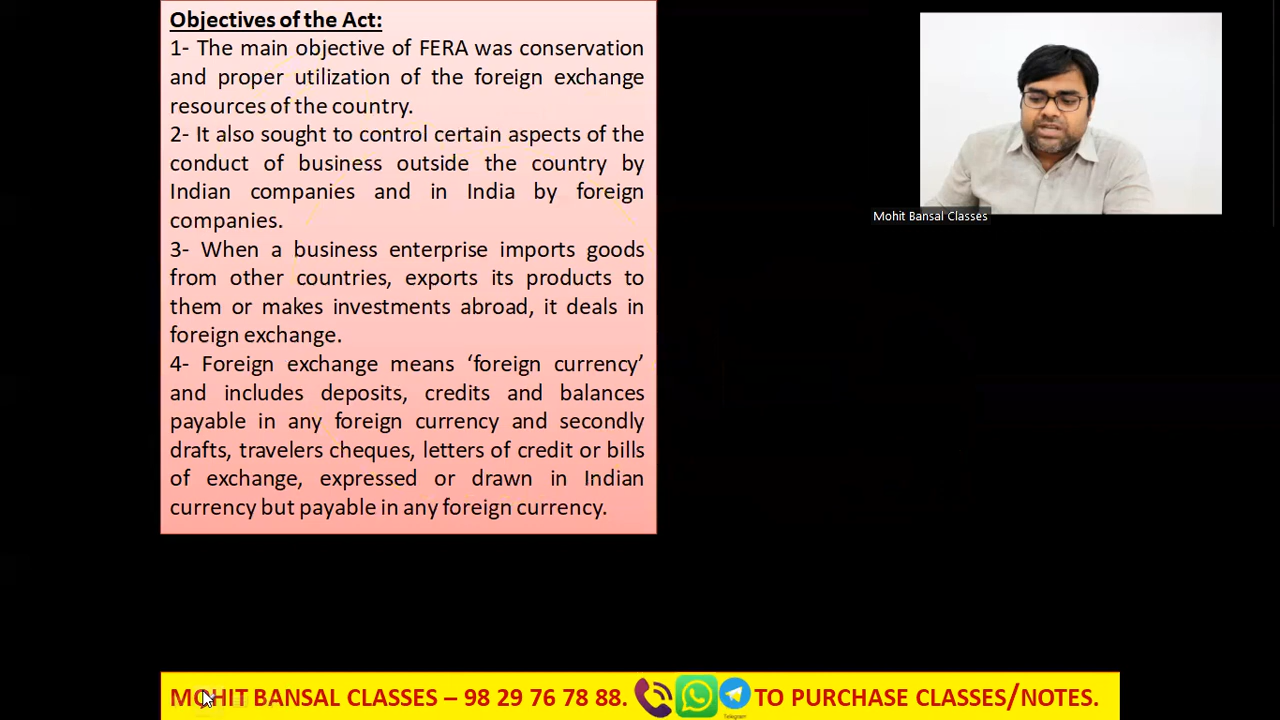 Objectives of the Act:
1- The main objective of FERA was conservation
and proper utilization of the foreign exchange
resources of the country.
2- It also sought to control certain aspects of the
conduct of business outside the country by
Indian companies and in India by foreign
companies.
3- When a business enterprise imports goods
from other countries, exports its products to
them or makes investments abroad, it deals in
foreign exchange.
4- Foreign exchange means ‘foreign currency’
and includes deposits, credits and balances
payable in any foreign currency and secondly
drafts, travelers cheques, letters of credit or bills
of exchange, expressed or drawn in Indian
currency but payable in any foreign currency.
Mohit Bansal Classes
MOHIT BANSAL CLASSES – 98 29 76 78 88. TO PURCHASE CLASSES/NOTES.
Telegram